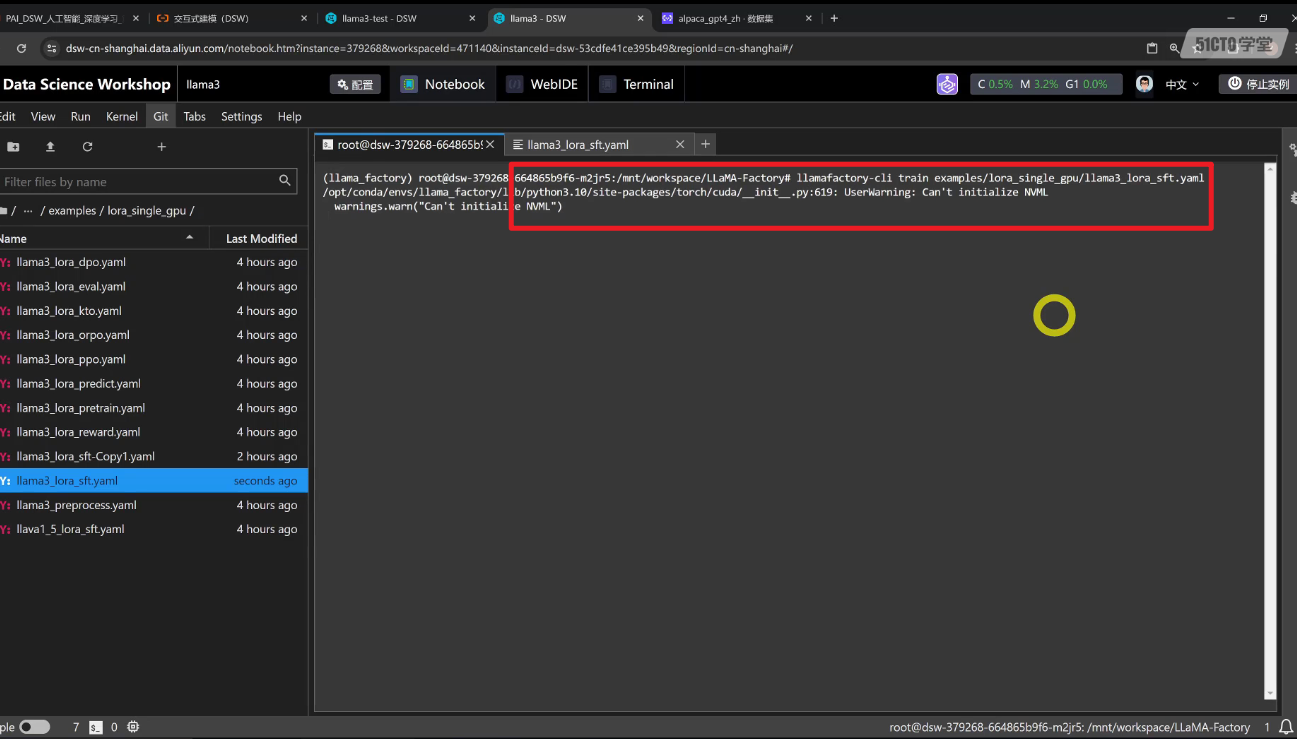 PAI_DSW_人工智能_深度学习_
交互式建模（DSW）
llama3-test - DSW
llama3 - DSW
alpaca_gpt4_zh · 数据集
dsw-cn-shanghai.data.aliyun.com/notebook.htm?instance=379268&workspaceId=471140&instanceId=dsw-53cdfe41ce395b49&regionId=cn-shanghai#/
51CTO学堂
Data Science Workshop
llama3
配置
Notebook
WebIDE
Terminal
C 0.5% M 3.2% G1 0.0%
中文
停止实例
Edit View Run Kernel Git Tabs Settings Help
root@dsw-379268-664865b9
llama3_lora_sft.yaml
Filter files by name
/ ··· / examples / lora_single_gpu /
Name
Last Modified
Y: llama3_lora_dpo.yaml 4 hours ago
Y: llama3_lora_eval.yaml 4 hours ago
Y: llama3_lora_kto.yaml 4 hours ago
Y: llama3_lora_orpo.yaml 4 hours ago
Y: llama3_lora_ppo.yaml 4 hours ago
Y: llama3_lora_predict.yaml 4 hours ago
Y: llama3_lora_pretrain.yaml 4 hours ago
Y: llama3_lora_reward.yaml 4 hours ago
Y: llama3_lora_sft-Copy1.yaml 2 hours ago
Y: llama3_lora_sft.yaml seconds ago
Y: llama3_preprocess.yaml 4 hours ago
Y: llava1_5_lora_sft.yaml 4 hours ago
(llama_factory) root@dsw-379268-664865b9f6-m2jr5:/mnt/workspace/LLaMA-Factory# llamafactory-cli train examples/lora_single_gpu/llama3_lora_sft.yaml
/opt/conda/envs/llama_factory/lib/python3.10/site-packages/torch/cuda/__init__.py:619: UserWarning: Can't initialize NVML
warnings.warn("Can't initialize NVML")
ple
7
0
root@dsw-379268-664865b9f6-m2jr5: /mnt/workspace/LLaMA-Factory
1